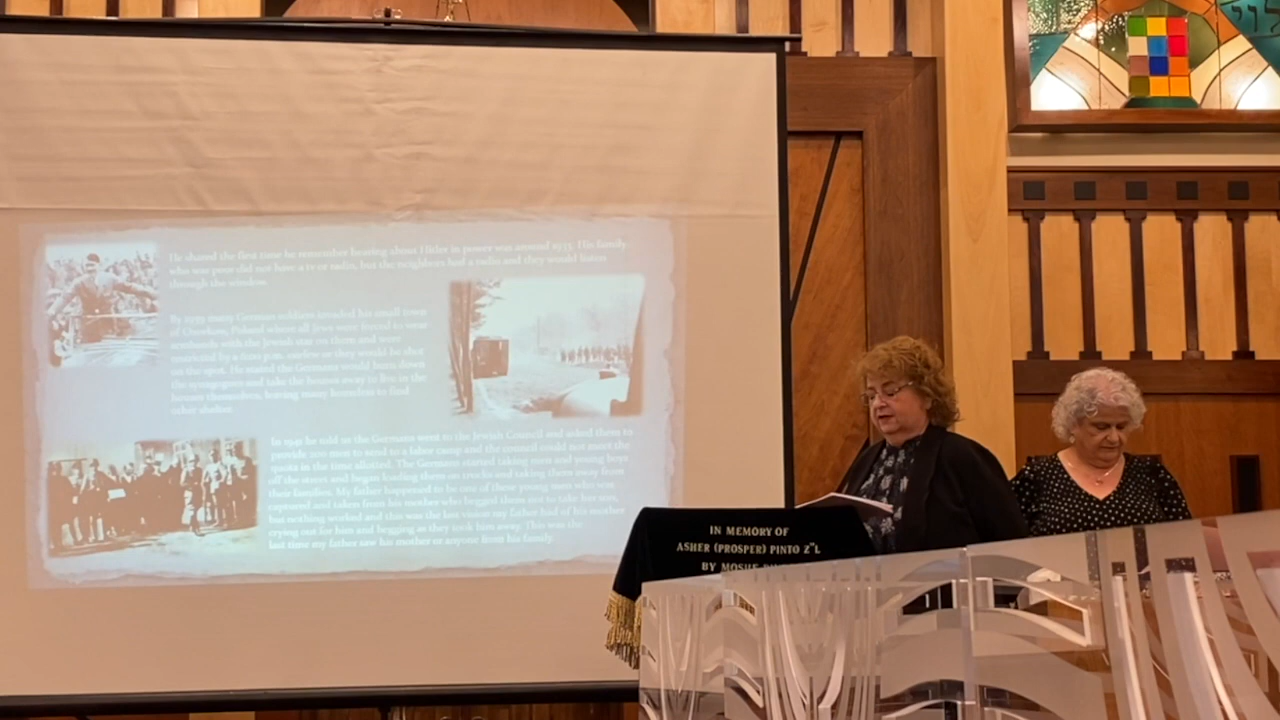 He shared the first time he remember hearing about Hitler in power was around 1933. His family,
who was poor did not have a tv or radio, but the neighbors had a radio and they would listen
through the window.
By 1939 many German soldiers invaded his small town
of Poland where all Jews were forced to wear
armbands with the Jewish star on them and were
restricted by a 6:00 p.m. curfew or they would be shot
on the spot. He stated the Germans would burn down
the synagogues and take the houses away to live in the
houses themselves, leaving many homeless to find
other shelter.
In 1941 he told us the Germans went to the Jewish Council and asked them to
provide 200 men to send to a labor camp and the council could not meet the
quota in the time allotted. The Germans started taking men and young boys
off the street and began loading them on trucks and taking them away from
their families. My father happened to be one of these young men who was
captured and taken from his mother who begged them not to take her son,
but nothing worked and this was the last vision my father had of his mother
crying out for him and begging as they took him away. This was the
last time my father saw his mother or anyone from his family.
IN MEMORY OF
ASHER (PROSPER) PINTO Z"L
BY MOSHE